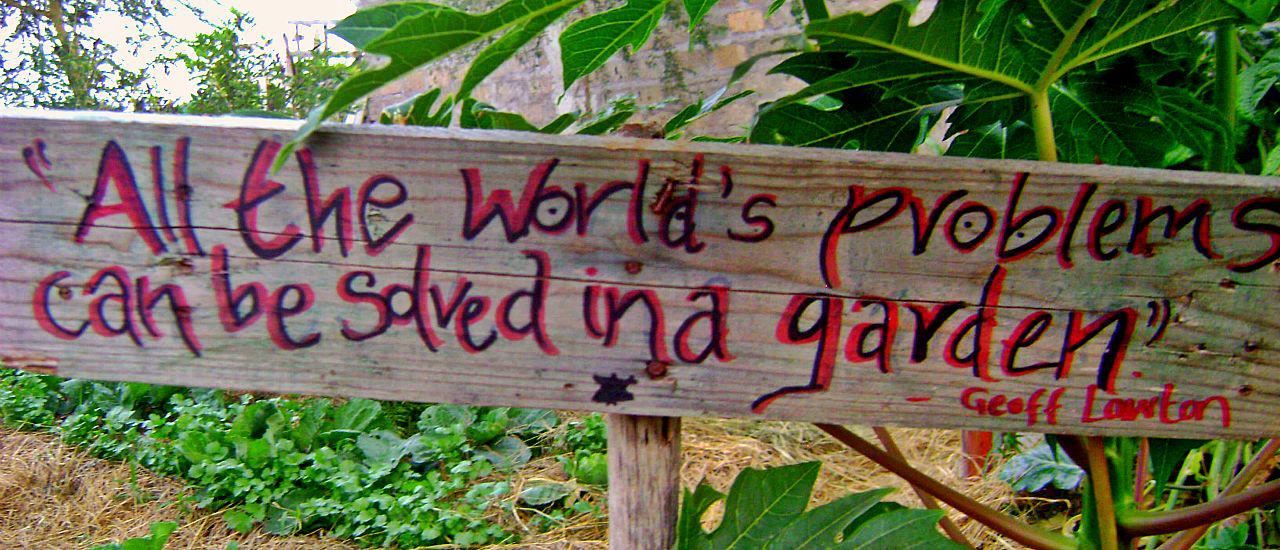 "All the World's problems
can be solved in a garden"
- Geoff Lawton